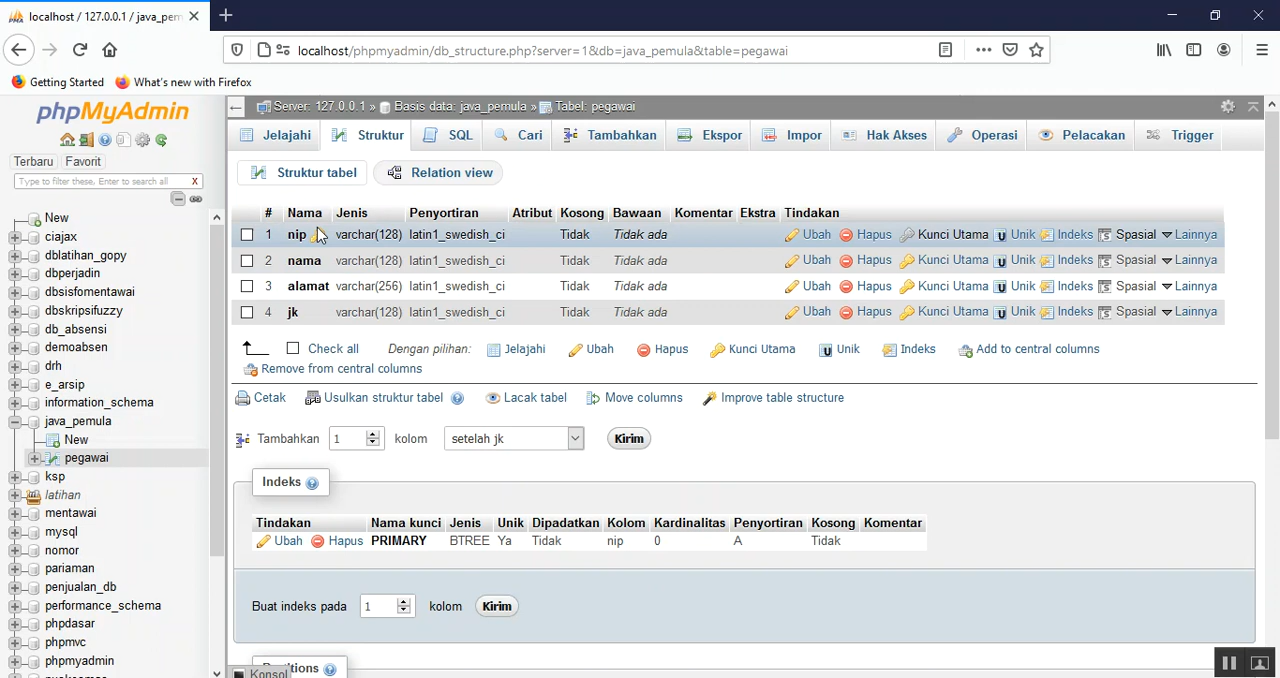 localhost / 127.0.0.1 / java_pem
localhost/phpmyadmin/db_structure.php?server=1&db=java_pemula&table=pegawai
Getting Started What's new with Firefox
phpMyAdmin
Terbaru Favorit
Type to filter these, Enter to search all X
New
ciajax
dblatihan_gopy
dbperjadin
dbsisfomentawai
dbskripsifuzzy
db_absensi
demoabsen
drh
e_arsip
information_schema
java_pemula
New
pegawai
ksp
latihan
mentawai
mysql
nomor
pariaman
penjualan_db
performance_schema
phpdasar
phpmvc
phpmyadmin
Server: 127.0.0.1 » Basis data: java_pemula » Tabel: pegawai
Jelajahi Struktur SQL Cari Tambahkan Ekspor Impor Hak Akses Operasi Pelacakan Trigger
Struktur tabel Relation view
# Nama Jenis Penyortiran Atribut Kosong Bawaan Komentar Ekstra Tindakan
1 nip varchar(128) latin1_swedish_ci Tidak Tidak ada Ubah Hapus Kunci Utama Unik Indeks Spasial Lainnya
2 nama varchar(128) latin1_swedish_ci Tidak Tidak ada Ubah Hapus Kunci Utama Unik Indeks Spasial Lainnya
3 alamat varchar(256) latin1_swedish_ci Tidak Tidak ada Ubah Hapus Kunci Utama Unik Indeks Spasial Lainnya
4 jk varchar(128) latin1_swedish_ci Tidak Tidak ada Ubah Hapus Kunci Utama Unik Indeks Spasial Lainnya
Check all Dengan pilihan: Jelajahi Ubah Hapus Kunci Utama Unik Indeks Add to central columns
Remove from central columns
Cetak Usulkan struktur tabel Lacak tabel Move columns Improve table structure
Tambahkan 1 kolom setelah jk Kirim
Indeks
Tindakan Nama kunci Jenis Unik Dipadatkan Kolom Kardinalitas Penyortiran Kosong Komentar
Ubah Hapus PRIMARY BTREE Ya Tidak nip 0 A Tidak
Buat indeks pada 1 kolom Kirim
Partitions
Konsol